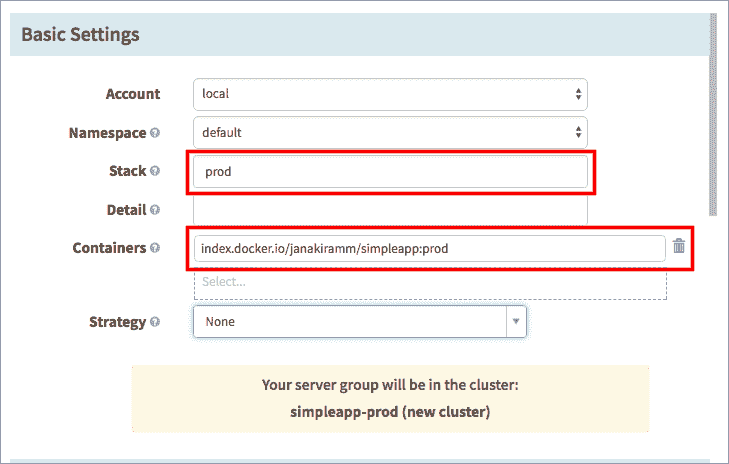 Basic Settings
Account local
Namespace default
Stack prod
Detail
Containers index.docker.io/janakiramm/simpleapp:prod
Select...
Strategy None
Your server group will be in the cluster:
simpleapp-prod (new cluster)